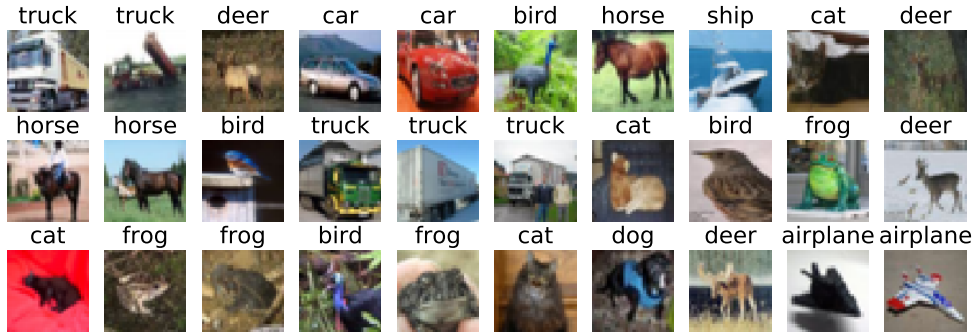 truck truck deer car car bird horse ship cat deer
horse horse bird truck truck truck cat bird frog deer
cat frog frog bird frog cat dog deer airplane airplane